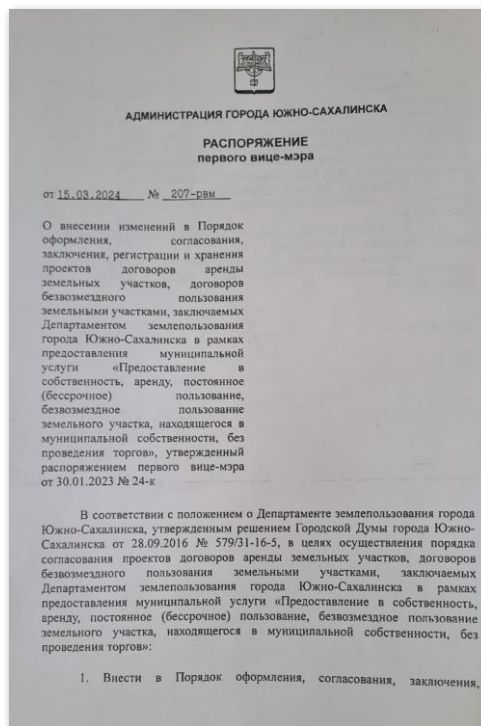 АДМИНИСТРАЦИЯ ГОРОДА ЮЖНО-САХАЛИНСКА
РАСПОРЯЖЕНИЕ
первого вице-мэра
от 15.03.2024 № 207-рвм
О внесении изменений в Порядок
оформления, согласования,
заключения, регистрации и хранения
проектов договоров аренды
земельных участков, договоров
безвозмездного пользования
земельными участками, заключаемых
Департаментом землепользования
города Южно-Сахалинска в рамках
предоставления муниципальной
услуги «Предоставление в
собственность, аренду, постоянное
(бессрочное) пользование,
безвозмездное пользование
земельного участка, находящегося в
муниципальной собственности, без
проведения торгов», утвержденный
распоряжением первого вице-мэра
от 30.01.2023 № 24-к
В соответствии с положением о Департаменте землепользования города
Южно-Сахалинска, утвержденным решением Городской Думы города Южно-
Сахалинска от 28.09.2016 № 579/31-16-5, в целях осуществления порядка
согласования проектов договоров аренды земельных участков, договоров
безвозмездного пользования земельными участками, заключаемых
Департаментом землепользования города Южно-Сахалинска в рамках
предоставления муниципальной услуги «Предоставление в собственность,
аренду, постоянное (бессрочное) пользование, безвозмездное пользование
земельного участка, находящегося в муниципальной собственности, без
проведения торгов»:
1. Внести в Порядок оформления, согласования, заключения,